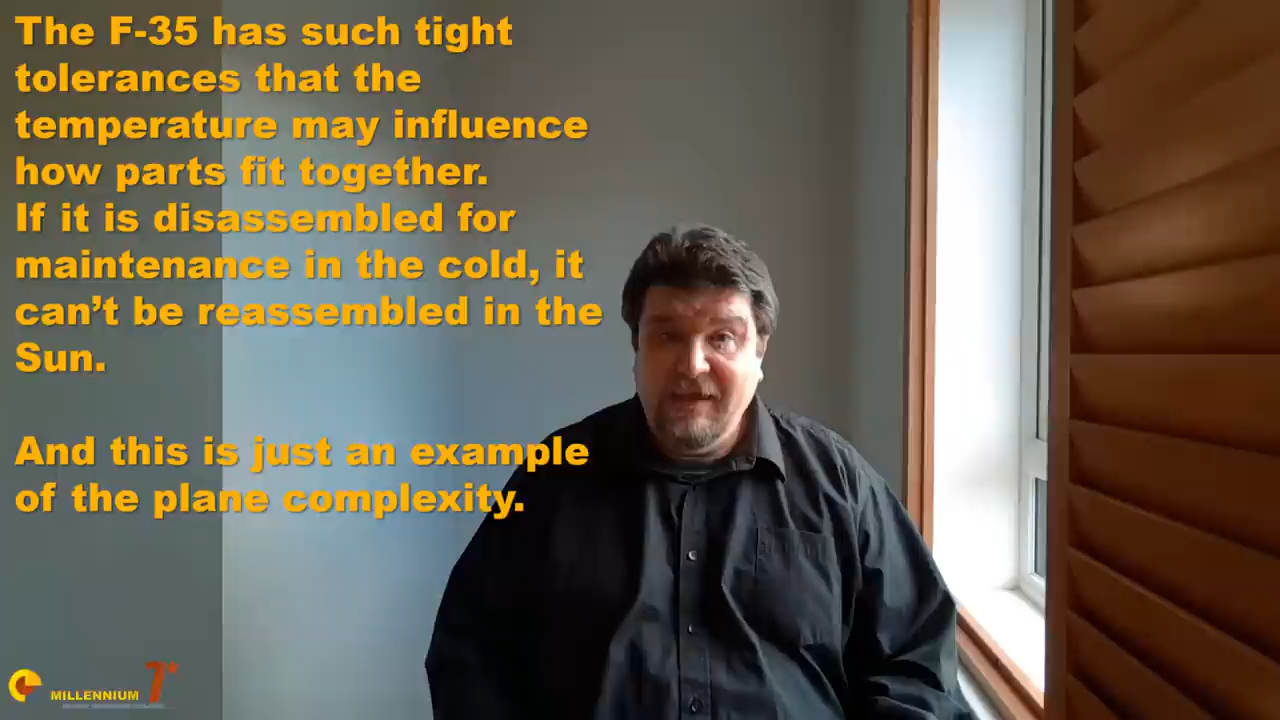 The F-35 has such tight
tolerances that the
temperature may influence
how parts fit together.
If it is disassembled for
maintenance in the cold, it
can’t be reassembled in the
Sun.
And this is just an example
of the plane complexity.
MILLENNIUM 7*